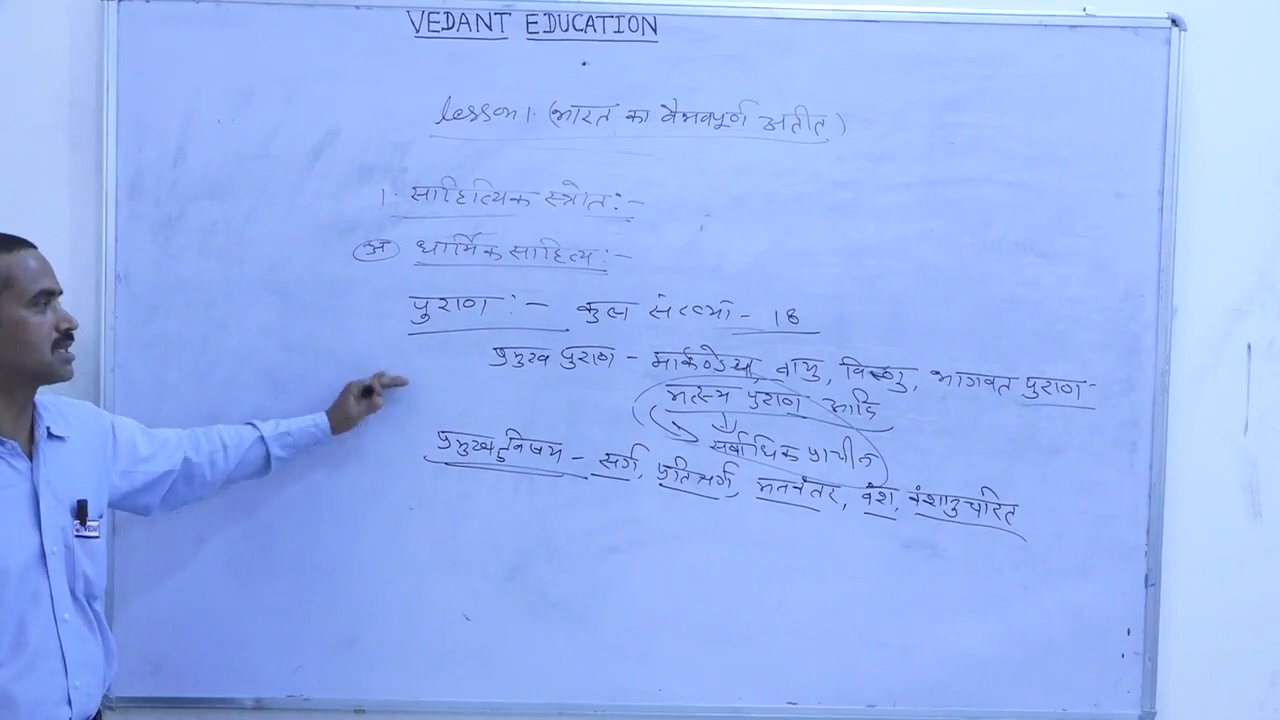 VEDANT EDUCATION
lesson 1. (भारत का वैभवपूर्ण अतीत)
1. साहित्यिक स्त्रोत :-
(अ) धार्मिक साहित्य :-
पुराण :- कुल संख्या - 18
प्रमुख पुराण - मार्कण्डेय, वायु, विष्णु, भागवत पुराण
मत्स्य पुराण आदि
सर्वाधिक प्राचीन
प्रमुख विषय - सर्ग, प्रतिसर्ग, मनवंतर, वंश, वंशानुचरित